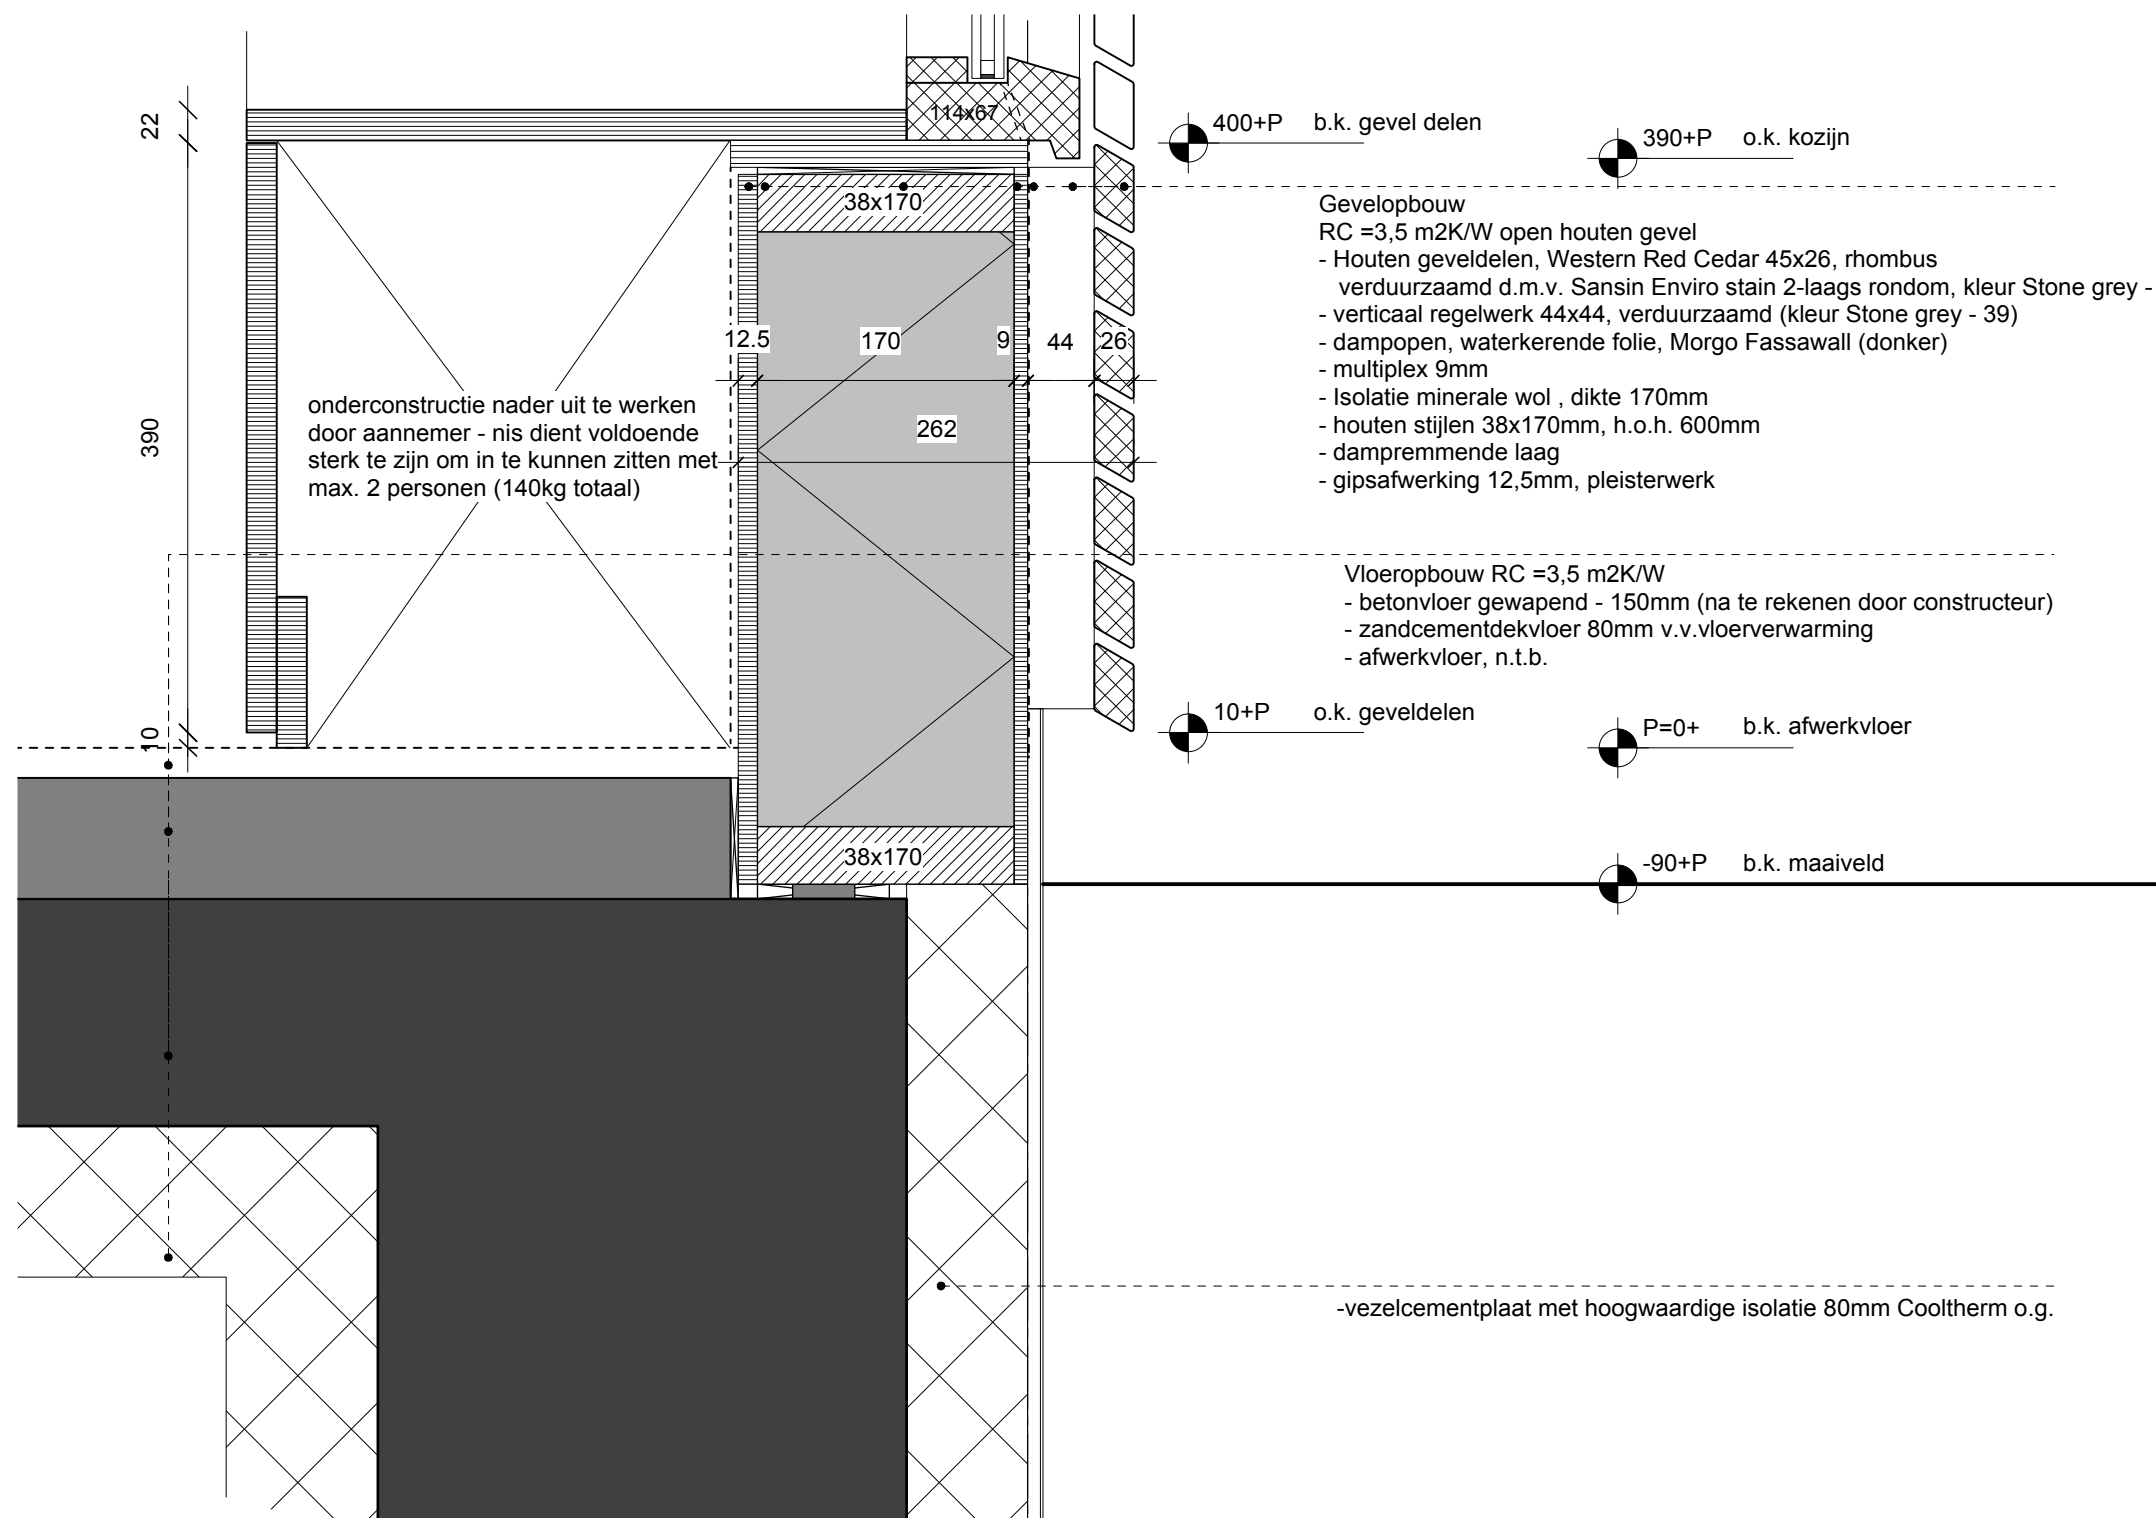 22
114x67
400+P b.k. gevel delen
390+P o.k. kozijn
38x170
Gevelopbouw
RC =3,5 m2K/W open houten gevel
- Houten geveldelen, Western Red Cedar 45x26, rhombus
verduurzaamd d.m.v. Sansin Enviro stain 2-laags rondom, kleur Stone grey -
- verticaal regelwerk 44x44, verduurzaamd (kleur Stone grey - 39)
- dampopen, waterkerende folie, Morgo Fassawall (donker)
- multiplex 9mm
- Isolatie minerale wol , dikte 170mm
- houten stijlen 38x170mm, h.o.h. 600mm
- dampremmende laag
- gipsafwerking 12,5mm, pleisterwerk
12.5 170 9 44 26
262
390
onderconstructie nader uit te werken
door aannemer - nis dient voldoende
sterk te zijn om in te kunnen zitten met
max. 2 personen (140kg totaal)
Vloeropbouw RC =3,5 m2K/W
- betonvloer gewapend - 150mm (na te rekenen door constructeur)
- zandcementdekvloer 80mm v.v.vloerverwarming
- afwerkvloer, n.t.b.
10
10+P o.k. geveldelen
P=0+ b.k. afwerkvloer
38x170
-90+P b.k. maaiveld
-vezelcementplaat met hoogwaardige isolatie 80mm Cooltherm o.g.